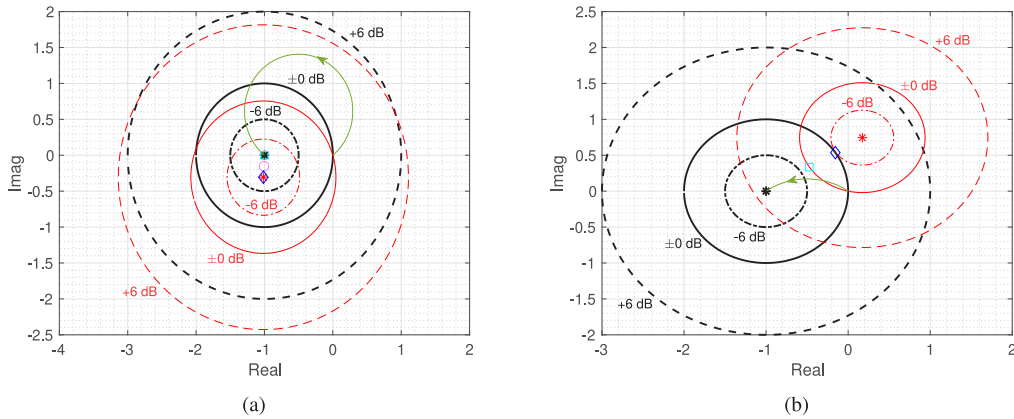 2
+6 dB
1.5
1
±0 dB
0.5
-6 dB
0
-0.5
-6 dB
-1
±0 dB
-1.5
-2
+6 dB
-2.5
-4 -3 -2 -1 0 1 2
Real
Imag
(a)
2.5
+6 dB
2
1.5
±0 dB
1
-6 dB
0.5
0
-0.5
-6 dB
±0 dB
-1
-1.5
+6 dB
-2
-3 -2 -1 0 1 2
Real
Imag
(b)